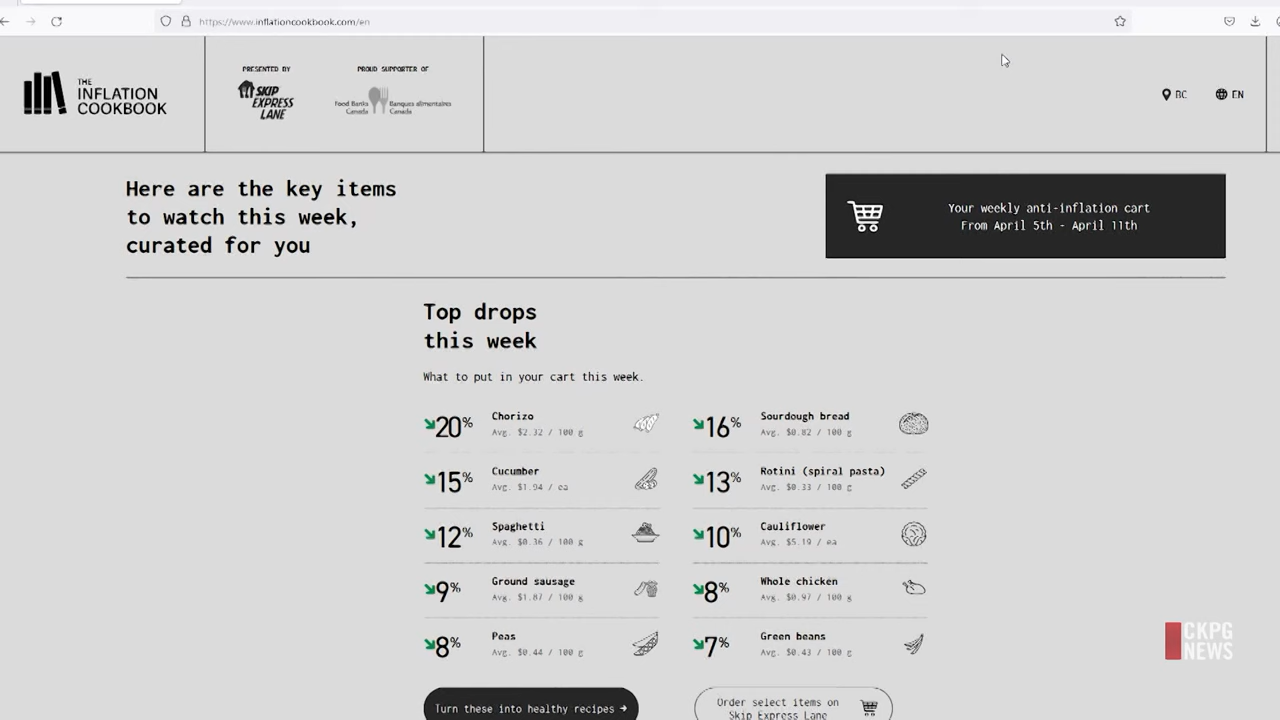 https://www.inflationcookbook.com/en
THE
INFLATION
COOKBOOK
PRESENTED BY
SKIP
EXPRESS
LANE
PROUD SUPPORTER OF
Food Banks Canada
Banques alimentaires Canada
BC
EN
Here are the key items
to watch this week,
curated for you
Your weekly anti-inflation cart
From April 5th - April 11th
Top drops
this week
What to put in your cart this week.
20% Chorizo
Avg. $2.32 / 100 g
16% Sourdough bread
Avg. $0.82 / 100 g
15% Cucumber
Avg. $1.94 / ea
13% Rotini (spiral pasta)
Avg. $0.33 / 100 g
12% Spaghetti
Avg. $0.36 / 100 g
10% Cauliflower
Avg. $5.19 / ea
9% Ground sausage
Avg. $1.87 / 100 g
8% Whole chicken
Avg. $0.97 / 100 g
8% Peas
Avg. $0.44 / 100 g
7% Green beans
Avg. $0.43 / 100 g
Turn these into healthy recipes →
Order select items on
Skip Express Lane
CKPG
NEWS